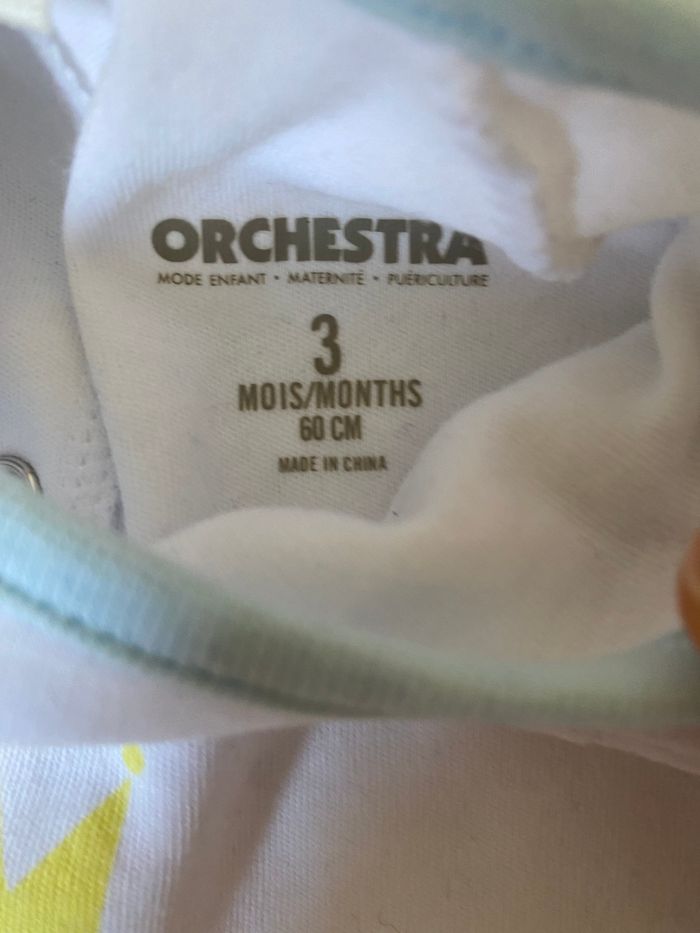 ORCHESTRA
MODE ENFANT • MATERNITÉ • PUÉRICULTURE
3
MOIS/MONTHS
60 CM
MADE IN CHINA